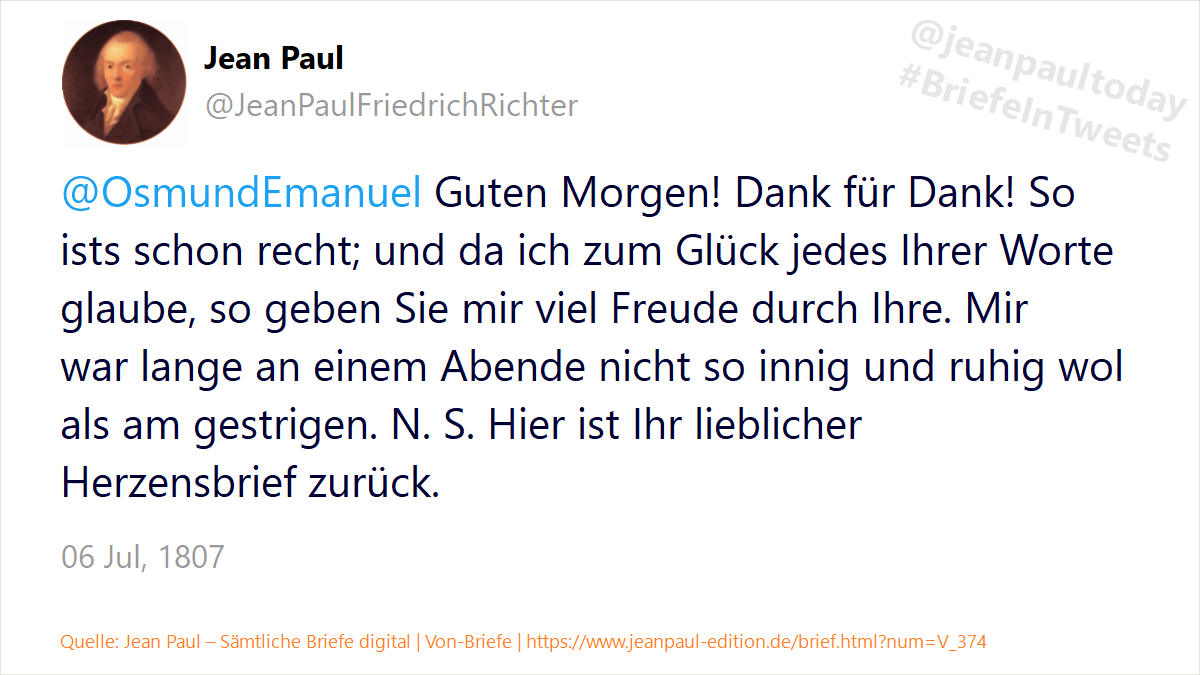 Jean Paul
@JeanPaulFriedrichRichter
@jeanpaultoday
#BriefeInTweets
@OsmundEmanuel Guten Morgen! Dank für Dank! So
ists schon recht; und da ich zum Glück jedes Ihrer Worte
glaube, so geben Sie mir viel Freude durch Ihre. Mir
war lange an einem Abende nicht so innig und ruhig wol
als am gestrigen. N. S. Hier ist Ihr lieblicher
Herzensbrief zurück.
06 Jul, 1807
Quelle: Jean Paul – Sämtliche Briefe digital | Von-Briefe | https://www.jeanpaul-edition.de/brief.html?num=V_374